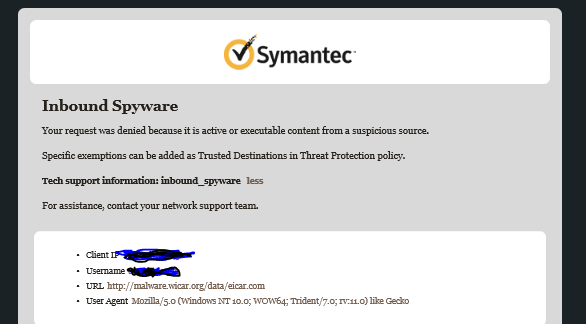 Symantec™
Inbound Spyware
Your request was denied because it is active or executable content from a suspicious source.
Specific exemptions can be added as Trusted Destinations in Threat Protection policy.
Tech support information: inbound_spyware less
For assistance, contact your network support team.
• Client IP
• Username
• URL http://malware.wicar.org/data/eicar.com
• User Agent Mozilla/5.0 (Windows NT 10.0; WOW64; Trident/7.0; rv:11.0) like Gecko